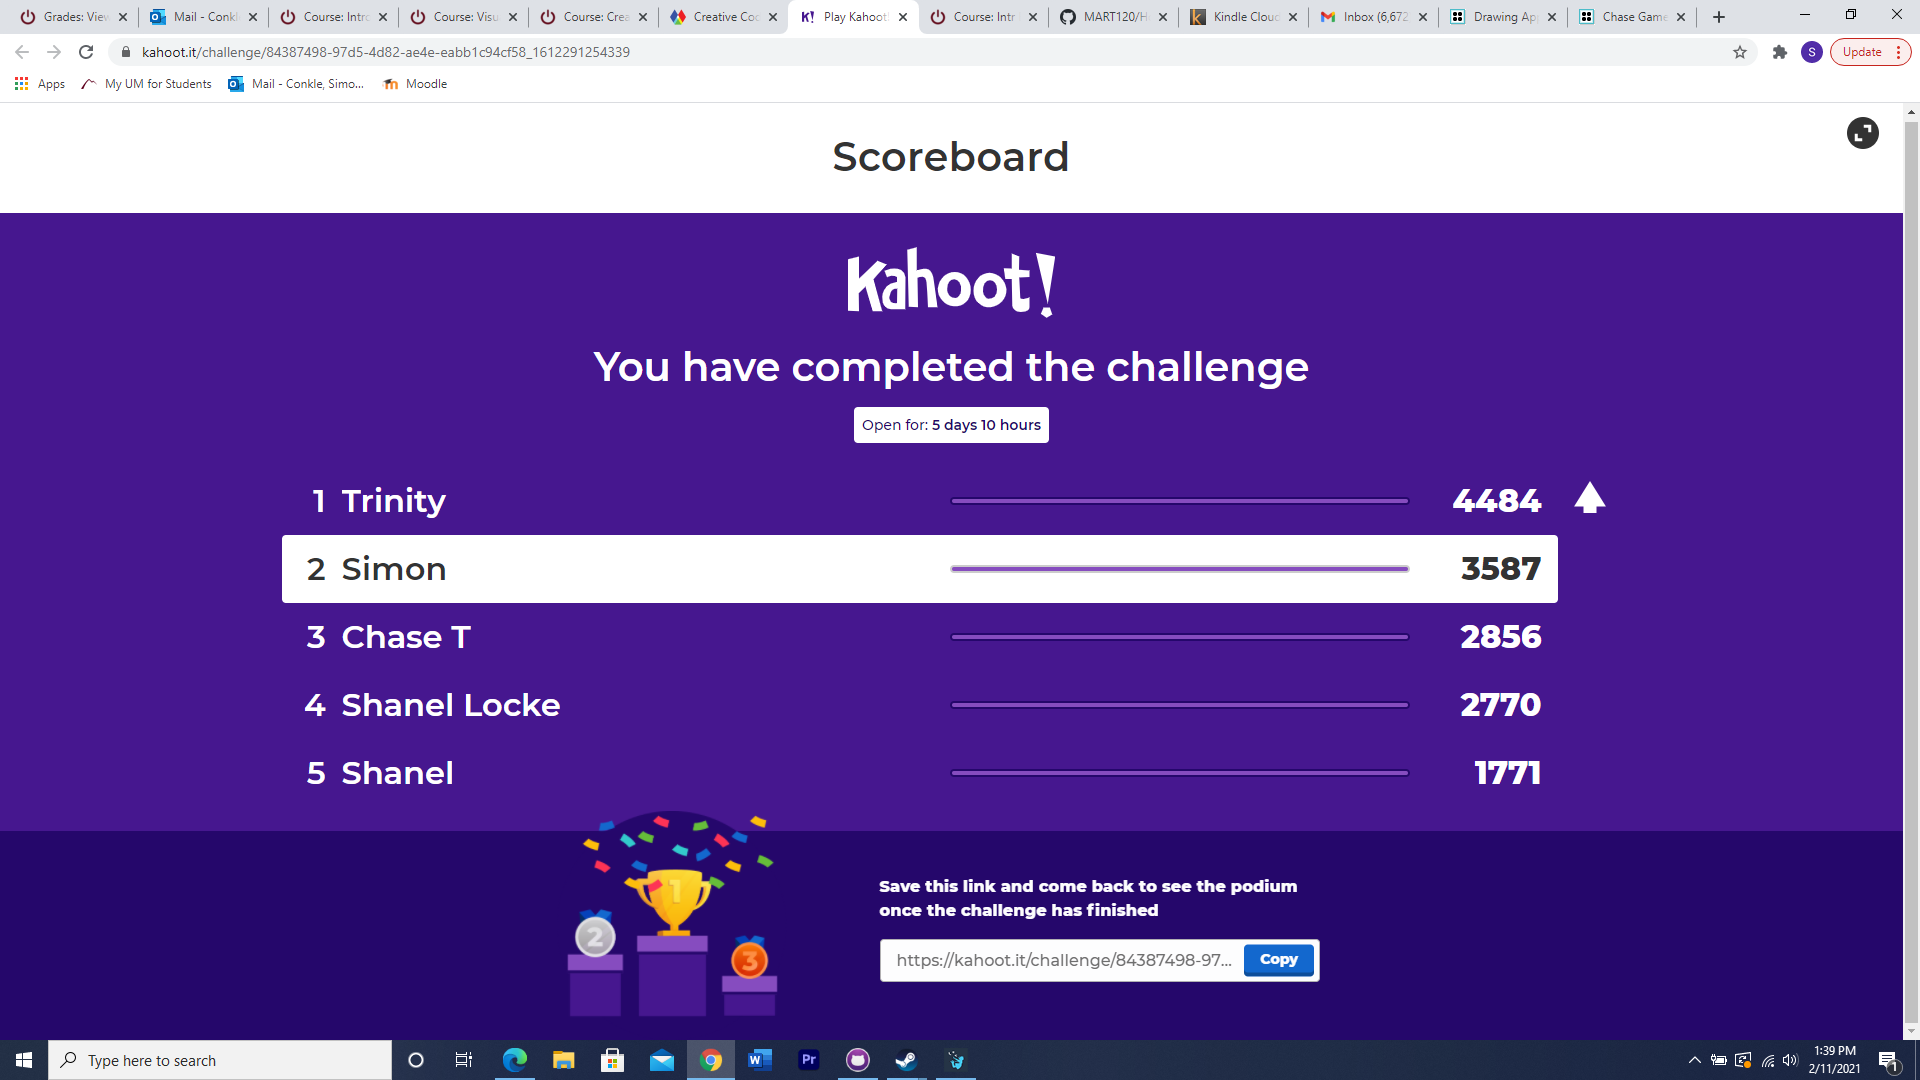 Grades: View
Mail - Conkl
Course: Intro
Course: Visu
Course: Crea
Creative Cod
Play Kahoot!
Course: Intr
MART120/H
Kindle Cloud
Inbox (6,672
Drawing App
Chase Game
kahoot.it/challenge/84387498-97d5-4d82-ae4e-eabb1c94cf58_1612291254339
S
Update
Apps
My UM for Students
Mail - Conkle, Simo...
Moodle
Scoreboard
Kahoot!
You have completed the challenge
Open for: 5 days 10 hours
1 Trinity 4484
2 Simon 3587
3 Chase T 2856
4 Shanel Locke 2770
5 Shanel 1771
1
2
3
Save this link and come back to see the podium
once the challenge has finished
https://kahoot.it/challenge/84387498-97...
Copy
Type here to search
1:39 PM
2/11/2021
1